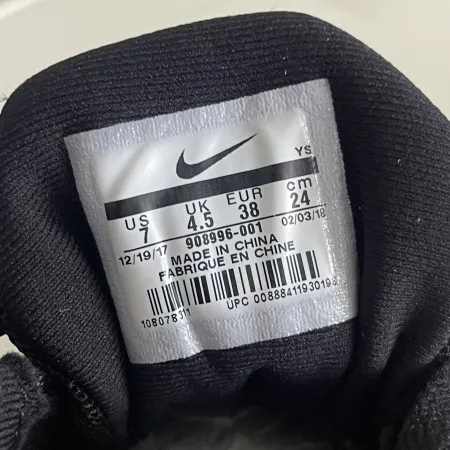 YS
US UK EUR cm
7 4.5 38 24
12/19/17 908996-001 02/03/18
MADE IN CHINA
FABRIQUE EN CHINE
108078311 UPC 00888411930198